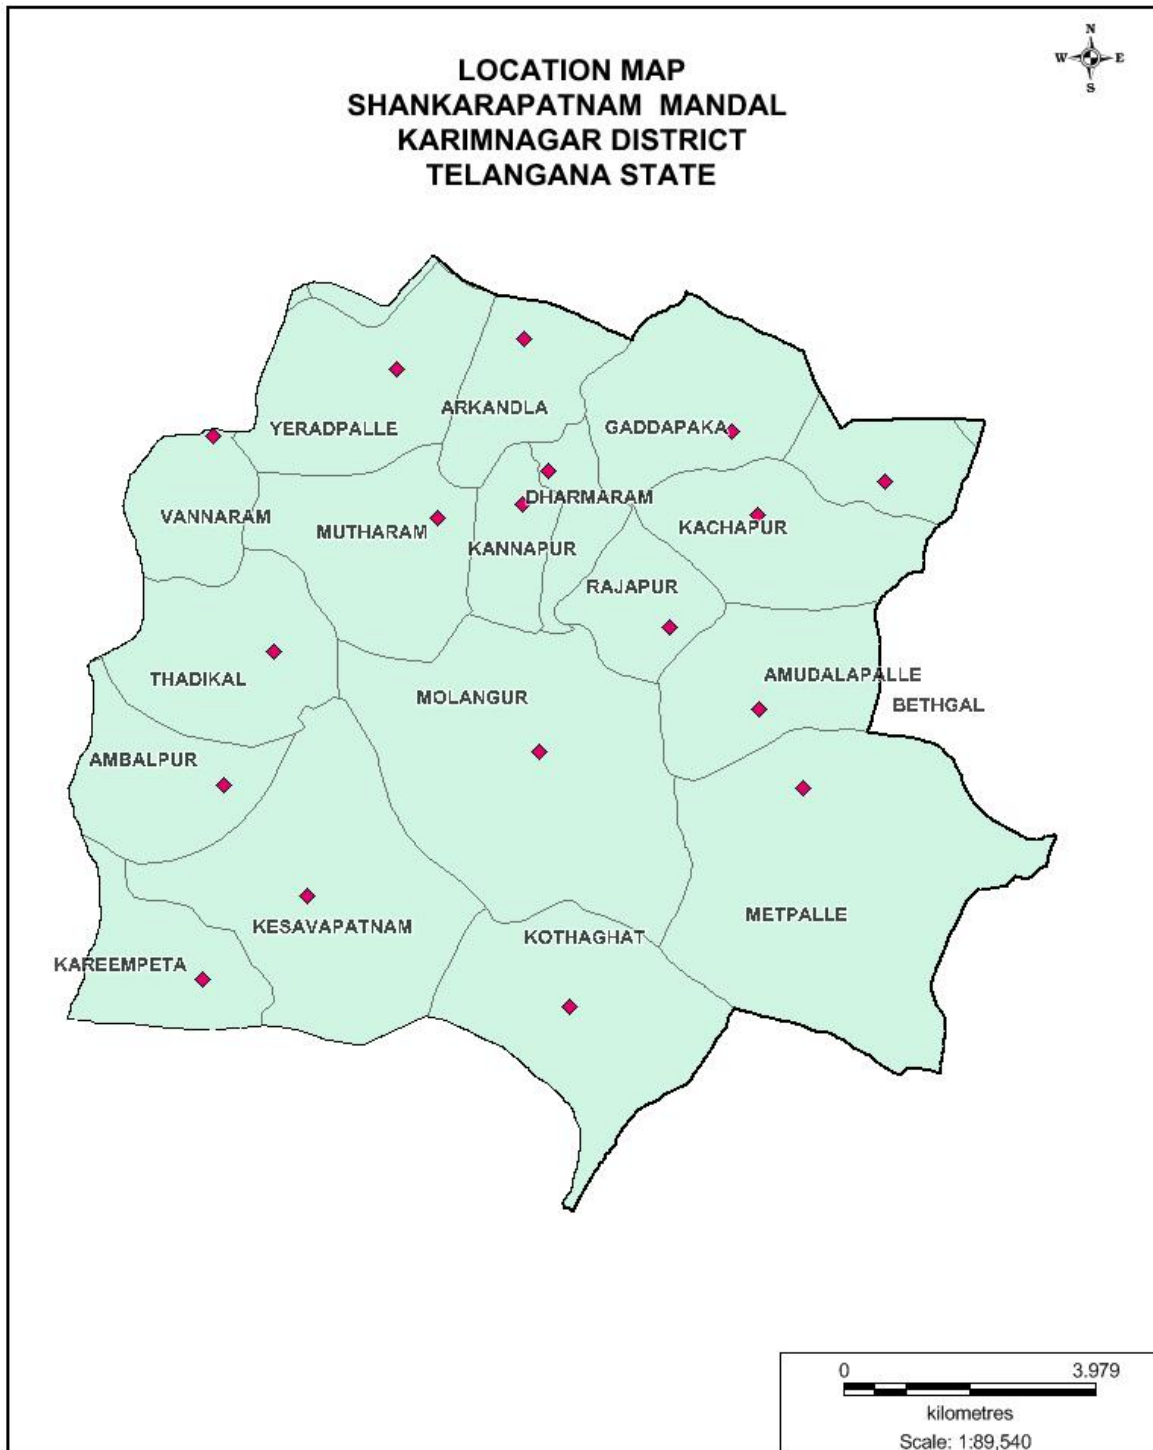 N
W E
S
LOCATION MAP
SHANKARAPATNAM MANDAL
KARIMNAGAR DISTRICT
TELANGANA STATE
ARKANDLA
YERADPALLE
GADDAPAKA
DHARMARAM
VANNARAM
MUTHARAM
KACHAPUR
KANNAPUR
RAJAPUR
THADIKAL
AMUDALAPALLE
MOLANGUR
BETHGAL
AMBALPUR
METPALLE
KESAVAPATNAM
KOTHAGHAT
KAREEMPETA
0 3.979
kilometres
Scale: 1:89,540